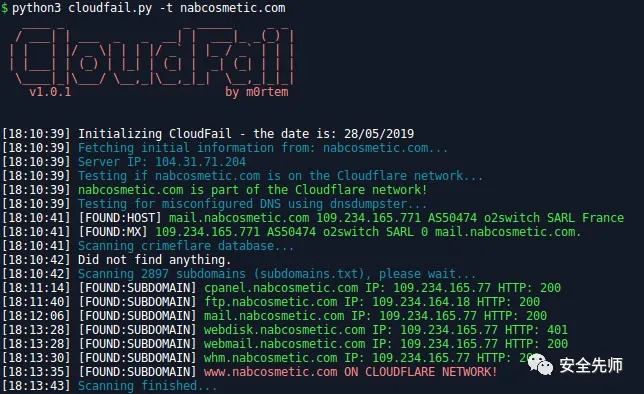 $ python3 cloudfail.py -t nabcosmetic.com
CloudFail
v1.0.1 by m0rtem
[18:10:39] Initializing CloudFail - the date is: 28/05/2019
[18:10:39] Fetching initial information from: nabcosmetic.com...
[18:10:39] Server IP: 104.31.71.204
[18:10:39] Testing if nabcosmetic.com is on the Cloudflare network...
[18:10:39] nabcosmetic.com is part of the Cloudflare network!
[18:10:39] Testing for misconfigured DNS using dnsdumpster...
[18:10:41] [FOUND:HOST] mail.nabcosmetic.com 109.234.165.771 AS50474 o2switch SARL France
[18:10:41] [FOUND:MX] 109.234.165.771 AS50474 o2switch SARL 0 mail.nabcosmetic.com.
[18:10:41] Scanning crimeflare database...
[18:10:42] Did not find anything.
[18:10:42] Scanning 2897 subdomains (subdomains.txt), please wait...
[18:11:14] [FOUND:SUBDOMAIN] cpanel.nabcosmetic.com IP: 109.234.165.77 HTTP: 200
[18:11:40] [FOUND:SUBDOMAIN] ftp.nabcosmetic.com IP: 109.234.164.18 HTTP: 200
[18:12:06] [FOUND:SUBDOMAIN] mail.nabcosmetic.com IP: 109.234.165.77 HTTP: 200
[18:13:28] [FOUND:SUBDOMAIN] webdisk.nabcosmetic.com IP: 109.234.165.77 HTTP: 401
[18:13:28] [FOUND:SUBDOMAIN] webmail.nabcosmetic.com IP: 109.234.165.77 HTTP: 200
[18:13:30] [FOUND:SUBDOMAIN] whm.nabcosmetic.com IP: 109.234.165.77 HTTP:
[18:13:35] [FOUND:SUBDOMAIN] www.nabcosmetic.com ON CLOUDFLARE NETWORK!
[18:13:43] Scanning finished...
安全先师